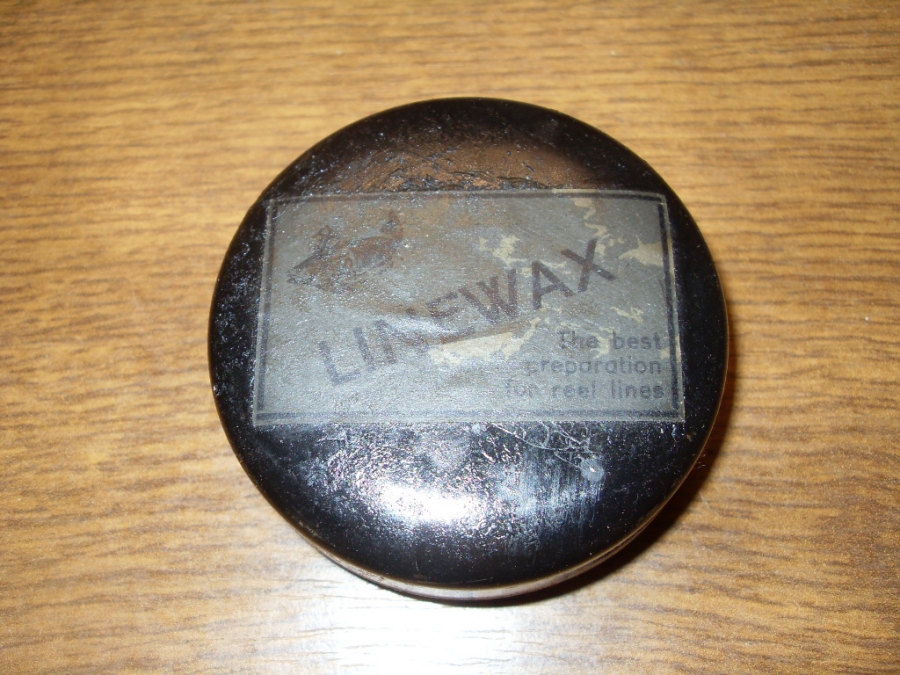 LINEWAX
The best
preparation
for reel lines